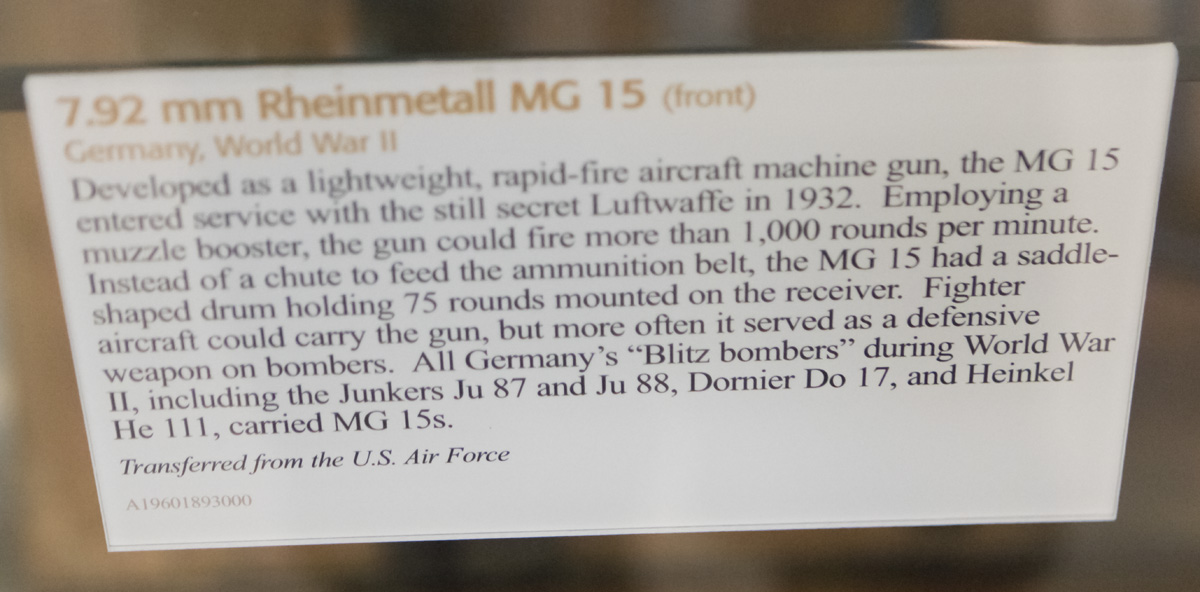 7.92 mm Rheinmetall MG 15 (front)
Germany, World War II
Developed as a lightweight, rapid-fire aircraft machine gun, the MG 15
entered service with the still secret Luftwaffe in 1932.  Employing a
muzzle booster, the gun could fire more than 1,000 rounds per minute.
Instead of a chute to feed the ammunition belt, the MG 15 had a saddle-
shaped drum holding 75 rounds mounted on the receiver.  Fighter
aircraft could carry the gun, but more often it served as a defensive
weapon on bombers.  All Germany's “Blitz bombers” during World War
II, including the Junkers Ju 87 and Ju 88, Dornier Do 17, and Heinkel
He 111, carried MG 15s.
Transferred from the U.S. Air Force
A19601893000